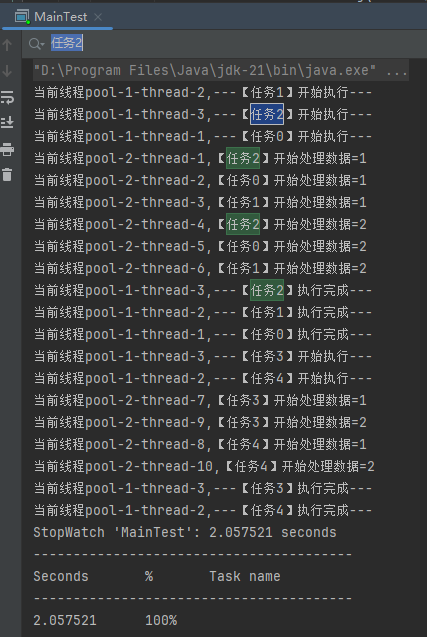 MainTest
任务2
"D:\Program Files\Java\jdk-21\bin\java.exe" ...
当前线程pool-1-thread-2,---【任务1】开始执行---
当前线程pool-1-thread-3,---【任务2】开始执行---
当前线程pool-1-thread-1,---【任务0】开始执行---
当前线程pool-2-thread-1,【任务2】开始处理数据=1
当前线程pool-2-thread-2,【任务0】开始处理数据=1
当前线程pool-2-thread-3,【任务1】开始处理数据=1
当前线程pool-2-thread-4,【任务2】开始处理数据=2
当前线程pool-2-thread-5,【任务0】开始处理数据=2
当前线程pool-2-thread-6,【任务1】开始处理数据=2
当前线程pool-1-thread-3,---【任务2】执行完成---
当前线程pool-1-thread-2,---【任务1】执行完成---
当前线程pool-1-thread-1,---【任务0】执行完成---
当前线程pool-1-thread-3,---【任务3】开始执行---
当前线程pool-1-thread-2,---【任务4】开始执行---
当前线程pool-2-thread-7,【任务3】开始处理数据=1
当前线程pool-2-thread-9,【任务3】开始处理数据=2
当前线程pool-2-thread-8,【任务4】开始处理数据=1
当前线程pool-2-thread-10,【任务4】开始处理数据=2
当前线程pool-1-thread-3,---【任务3】执行完成---
当前线程pool-1-thread-2,---【任务4】执行完成---
StopWatch 'MainTest': 2.057521 seconds
----------------------------------------
Seconds       %       Task name
----------------------------------------
2.057521      100%